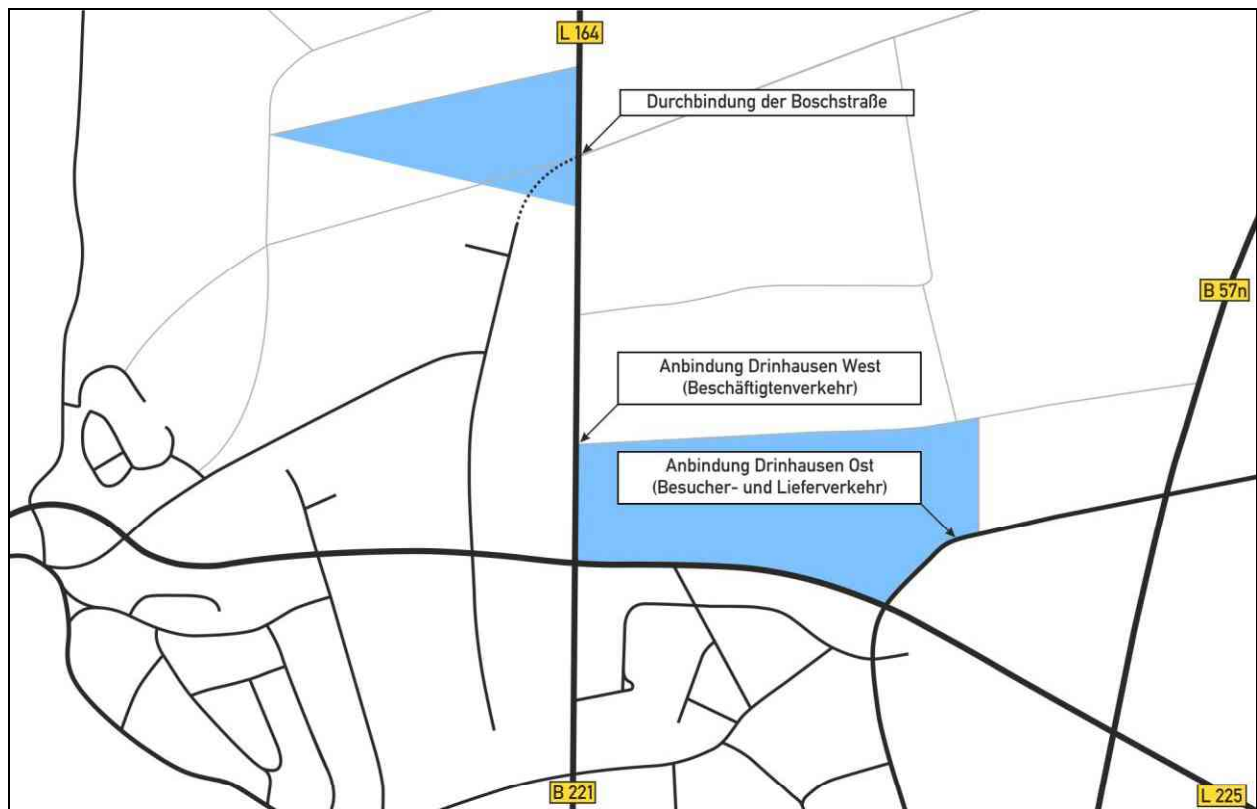 L 164
Durchbindung der Boschstraße
B 57n
Anbindung Drinhausen West
(Beschäftigtenverkehr)
Anbindung Drinhausen Ost
(Besucher- und Lieferverkehr)
B 221
L 225